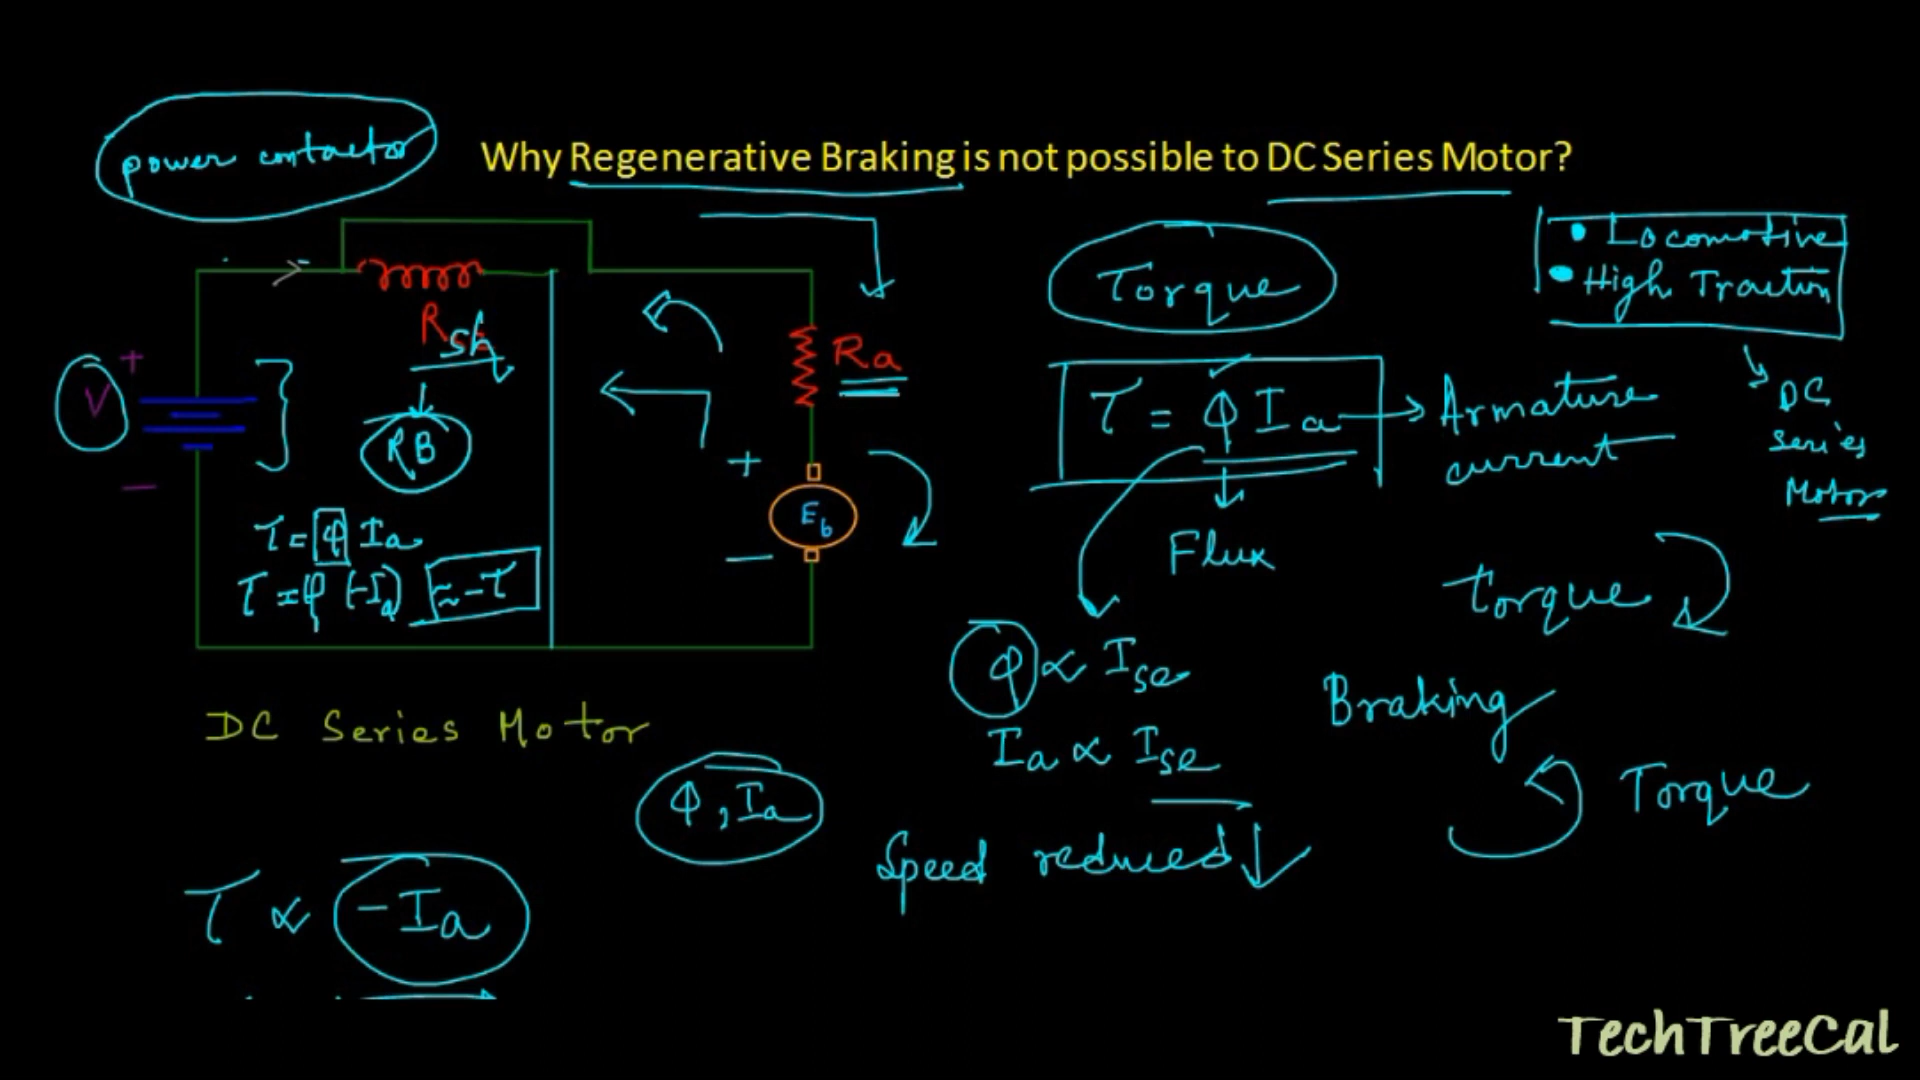 power contactor
Why Regenerative Braking is not possible to DC Series Motor?
• Locomotive
• High Traction
DC
series
Motor
Torque
τ = φ Ia → Armature
current
Flux
+
V
−
R sh
RB
Ra
+
Eb
−
τ = φ Ia
τ = φ (-Ia) ≈ -τ
Torque
φ ∝ Ise
Ia ∝ Ise
Braking
Torque
DC Series Motor
φ, Ia
Speed reduced ↓
τ ∝ -Ia
TechTreeCal